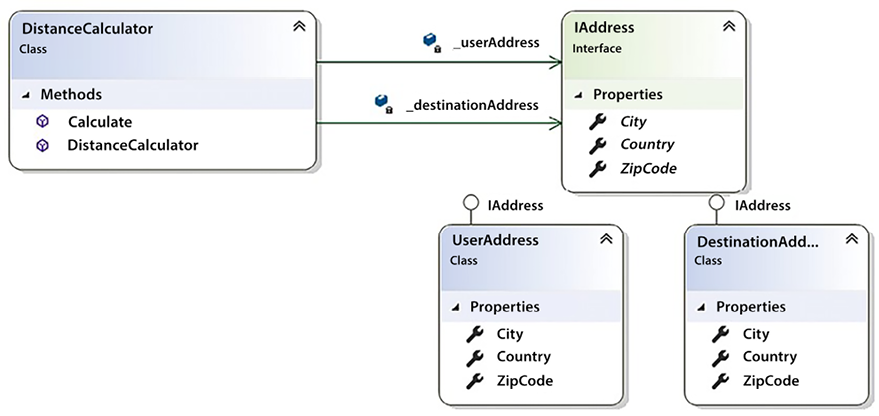 DistanceCalculator
Class
Methods
Calculate
DistanceCalculator
_userAddress
_destinationAddress
IAddress
Interface
Properties
City
Country
ZipCode
IAddress
UserAddress
Class
Properties
City
Country
ZipCode
IAddress
DestinationAdd...
Class
Properties
City
Country
ZipCode